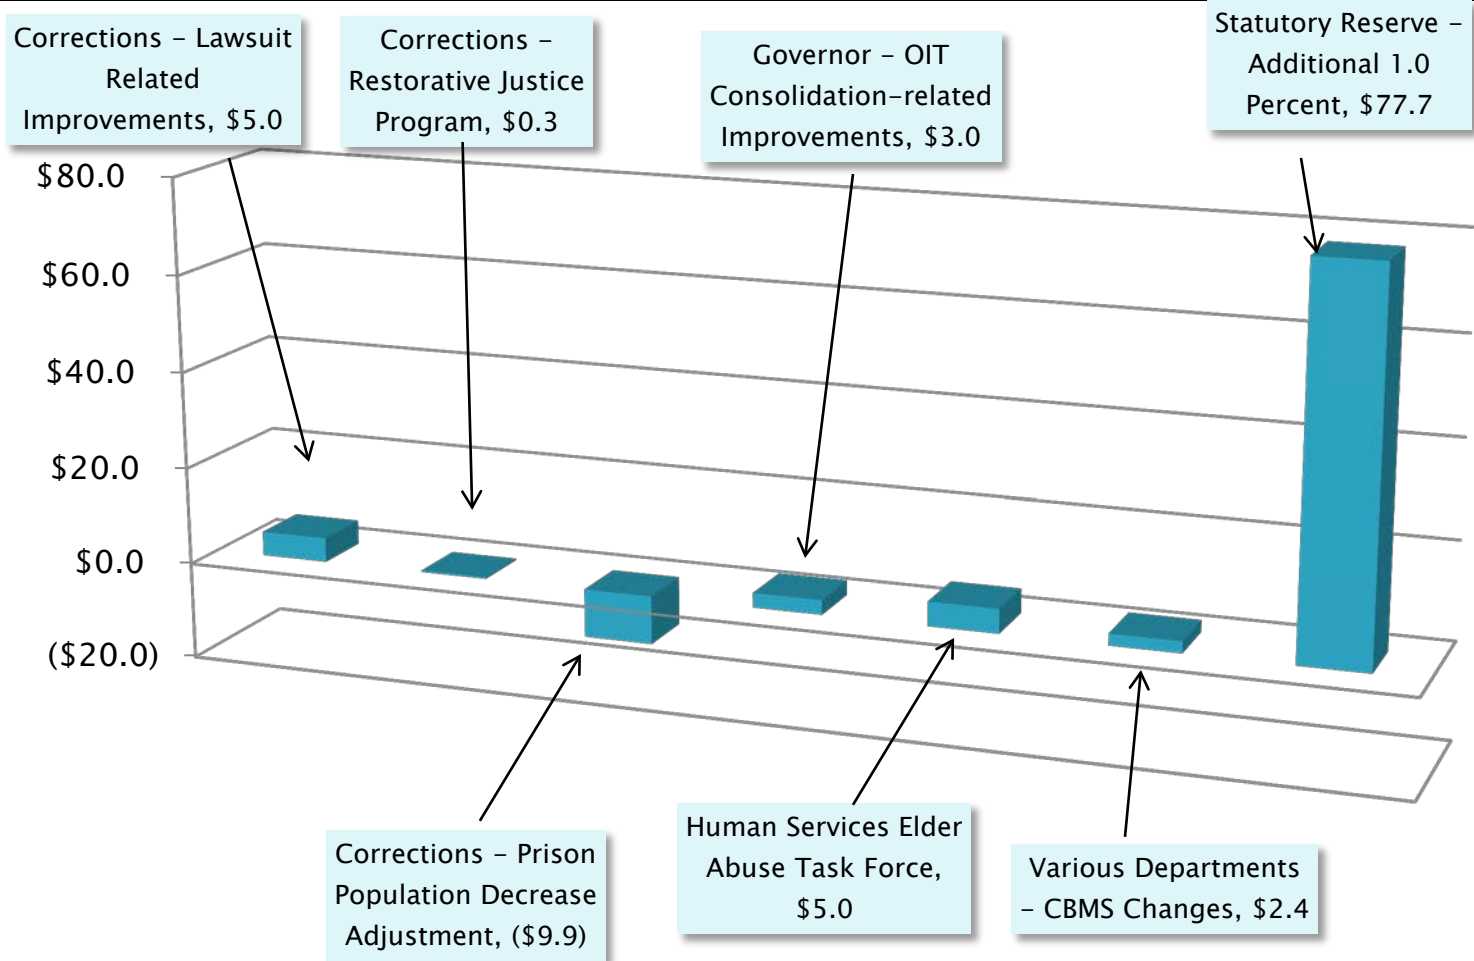 Corrections – Lawsuit
Related
Improvements, $5.0
Corrections –
Restorative Justice
Program, $0.3
Governor – OIT
Consolidation-related
Improvements, $3.0
Statutory Reserve –
Additional 1.0
Percent, $77.7
$80.0
$60.0
$40.0
$20.0
$0.0
($20.0)
Corrections – Prison
Population Decrease
Adjustment, ($9.9)
Human Services Elder
Abuse Task Force,
$5.0
Various Departments
– CBMS Changes, $2.4